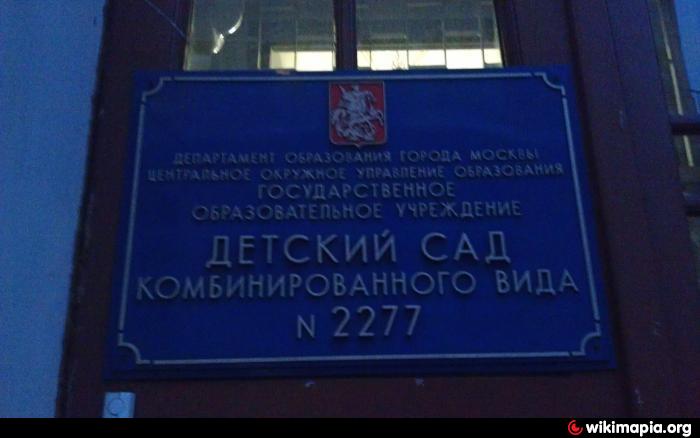 ДЕПАРТАМЕНТ ОБРАЗОВАНИЯ ГОРОДА МОСКВЫ
ЦЕНТРАЛЬНОЕ ОКРУЖНОЕ УПРАВЛЕНИЕ ОБРАЗОВАНИЯ
ГОСУДАРСТВЕННОЕ
ОБРАЗОВАТЕЛЬНОЕ УЧРЕЖДЕНИЕ
ДЕТСКИЙ САД
КОМБИНИРОВАННОГО ВИДА
N 2277
wikimapia.org